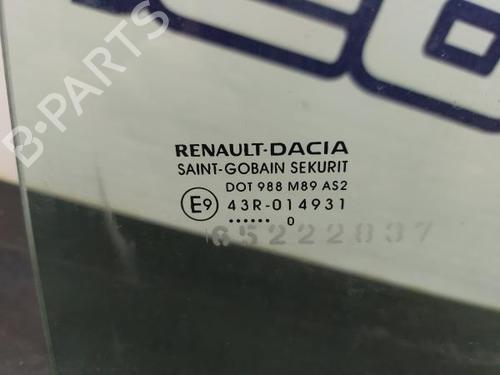 B-PARTS
RENAULT-DACIA
SAINT-GOBAIN SEKURIT
DOT 988 M89 AS2
E9 43R-014931
...... 0